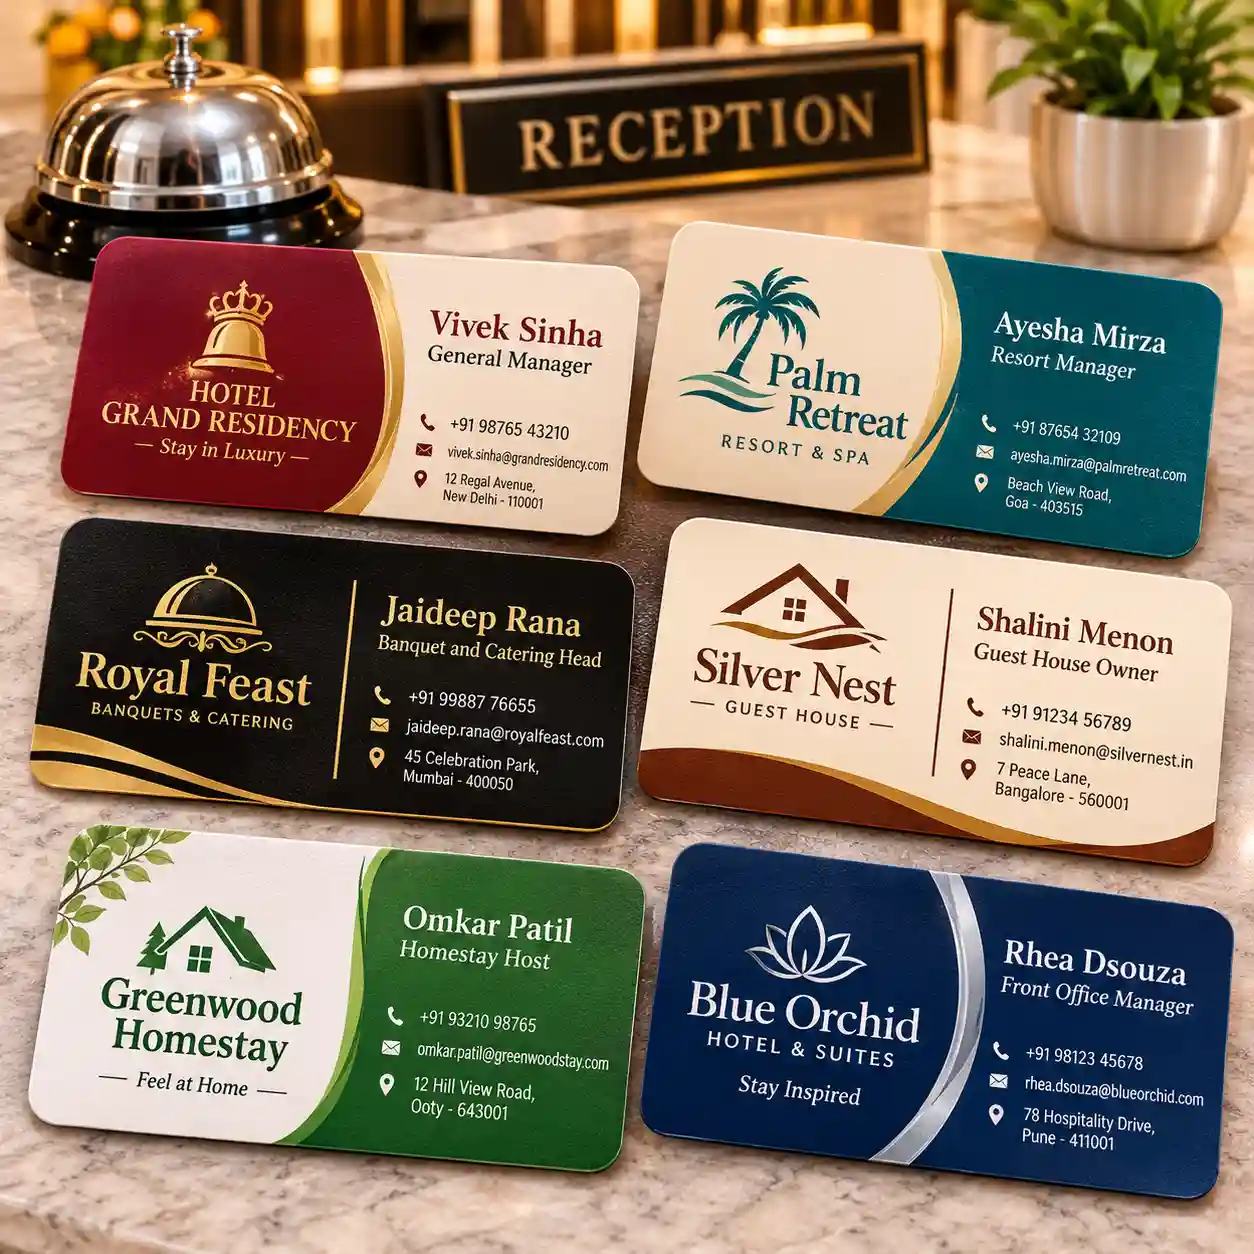 RECEPTION
HOTEL
GRAND RESIDENCY
— Stay in Luxury —
Vivek Sinha
General Manager
+91 98765 43210
vivek.sinha@grandresidency.com
12 Regal Avenue,
New Delhi - 110001
Palm
Retreat
RESORT & SPA
Ayesha Mirza
Resort Manager
+91 87654 32109
ayesha.mirza@palmretreat.com
Beach View Road,
Goa - 403515
Royal Feast
BANQUETS & CATERING
Jaideep Rana
Banquet and Catering Head
+91 99887 76655
jaideep.rana@royalfeast.com
45 Celebration Park,
Mumbai - 400050
Silver Nest
— GUEST HOUSE —
Shalini Menon
Guest House Owner
+91 91234 56789
shalini.menon@silvernest.in
7 Peace Lane,
Bangalore - 560001
Greenwood
Homestay
— Feel at Home —
Omkar Patil
Homestay Host
+91 93210 98765
omkar.patil@greenwoodstay.com
12 Hill View Road,
Ooty - 643001
Blue Orchid
HOTEL & SUITES
Stay Inspired
Rhea Dsouza
Front Office Manager
+91 98123 45678
rhea.dsouza@blueorchid.com
78 Hospitality Drive,
Pune - 411001